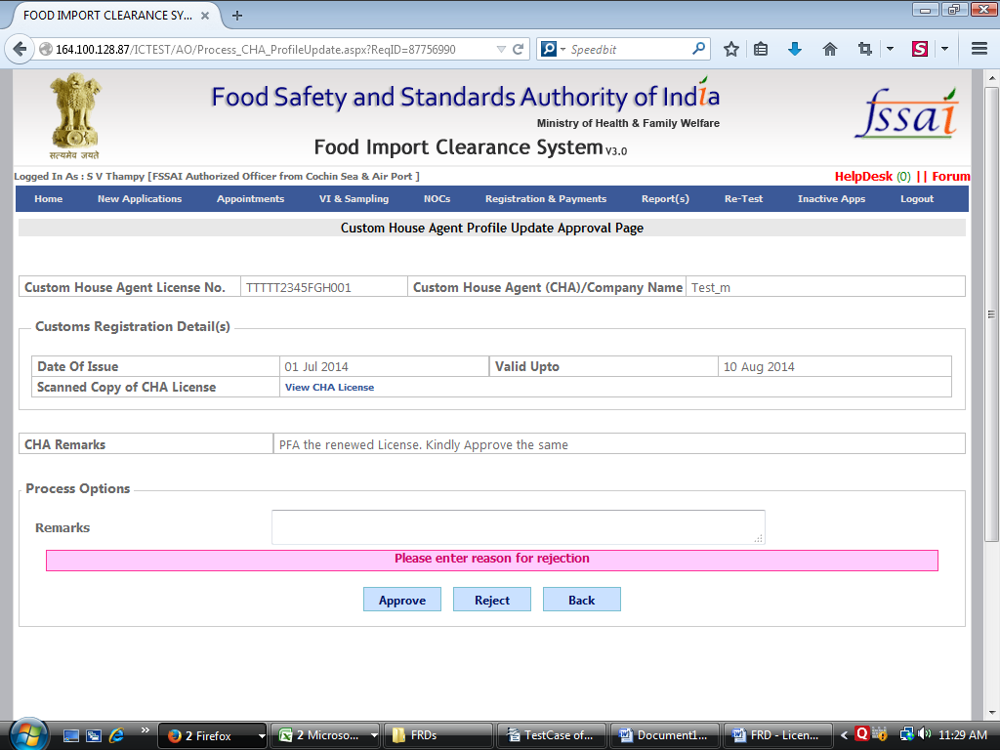 FOOD IMPORT CLEARANCE SY...
164.100.128.87/ICTEST/AO/Process_CHA_ProfileUpdate.aspx?ReqID=87756990
Speedbit
Food Safety and Standards Authority of India
Ministry of Health & Family Welfare
Food Import Clearance System V3.0
सत्यमेव जयते
fssai
Logged In As : S V Thampy [FSSAI Authorized Officer from Cochin Sea & Air Port ]
HelpDesk (0) || Forum
Home New Applications Appointments VI & Sampling NOCs Registration & Payments Report(s) Re-Test Inactive Apps Logout
Custom House Agent Profile Update Approval Page
Custom House Agent License No. TTTTT2345FGH001 Custom House Agent (CHA)/Company Name Test_m
Customs Registration Detail(s)
Date Of Issue 01 Jul 2014 Valid Upto 10 Aug 2014
Scanned Copy of CHA License View CHA License
CHA Remarks PFA the renewed License. Kindly Approve the same
Process Options
Remarks
Please enter reason for rejection
Approve Reject Back
2 Firefox 2 Microso... FRDs TestCase of... Document1... FRD - Licen... 11:29 AM